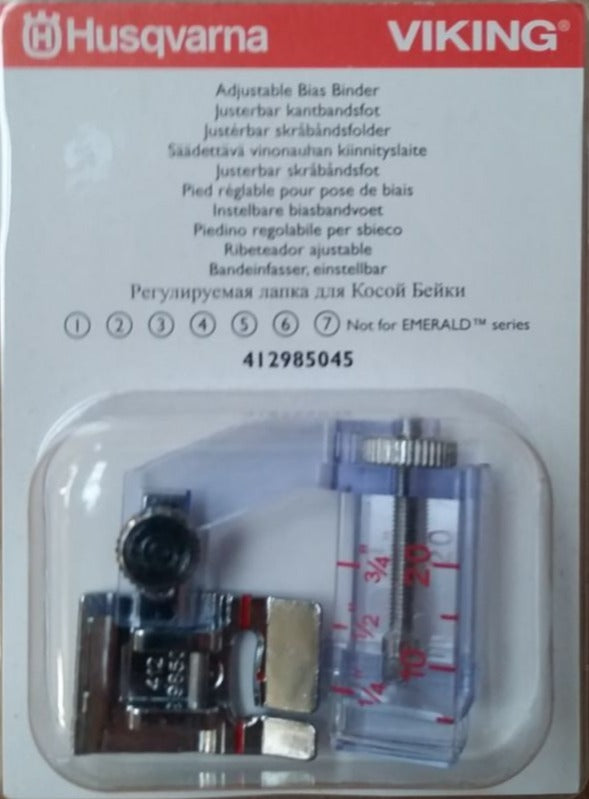 H Husqvarna VIKING®
Adjustable Bias Binder
Justerbar kantbandsfot
Justérbar skråbåndsfolder
Säädettävä vinonauhan kiinnityslaite
Justerbar skråbåndsfot
Pied réglable pour pose de biais
Instelbare biasbandvoet
Piedino regolabile per sbieco
Ribeteador ajustable
Bandeinfasser, einstellbar
Регулируемая лапка для Косой Бейки
1 2 3 4 5 6 7 Not for EMERALD™ series
412985045
3/4" 20 20
1/2"
1/4" 10
412